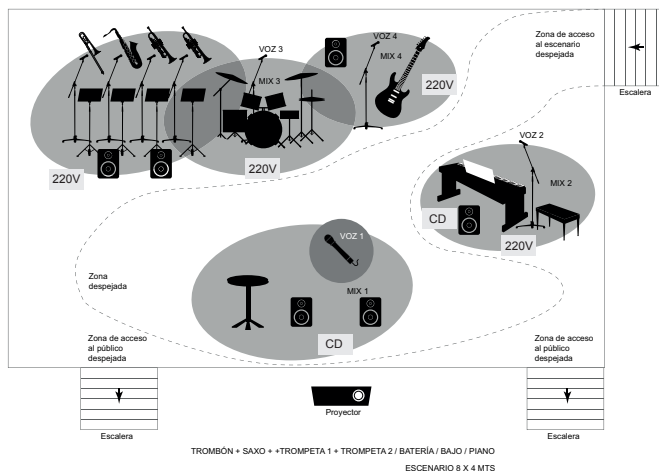 VOZ 4
Zona de acceso
al escenario
despejada
VOZ 3
MIX 4
MIX 3
220V
Escalera
220V
220V
VOZ 2
MIX 2
CD
220V
VOZ 1
Zona
despejada
MIX 1
CD
Zona de acceso
al público
despejada
Zona de acceso
al público
despejada
Proyector
Escalera
Escalera
TROMBÓN + SAXO + +TROMPETA 1 + TROMPETA 2 / BATERÍA / BAJO / PIANO
ESCENARIO 8 X 4 MTS